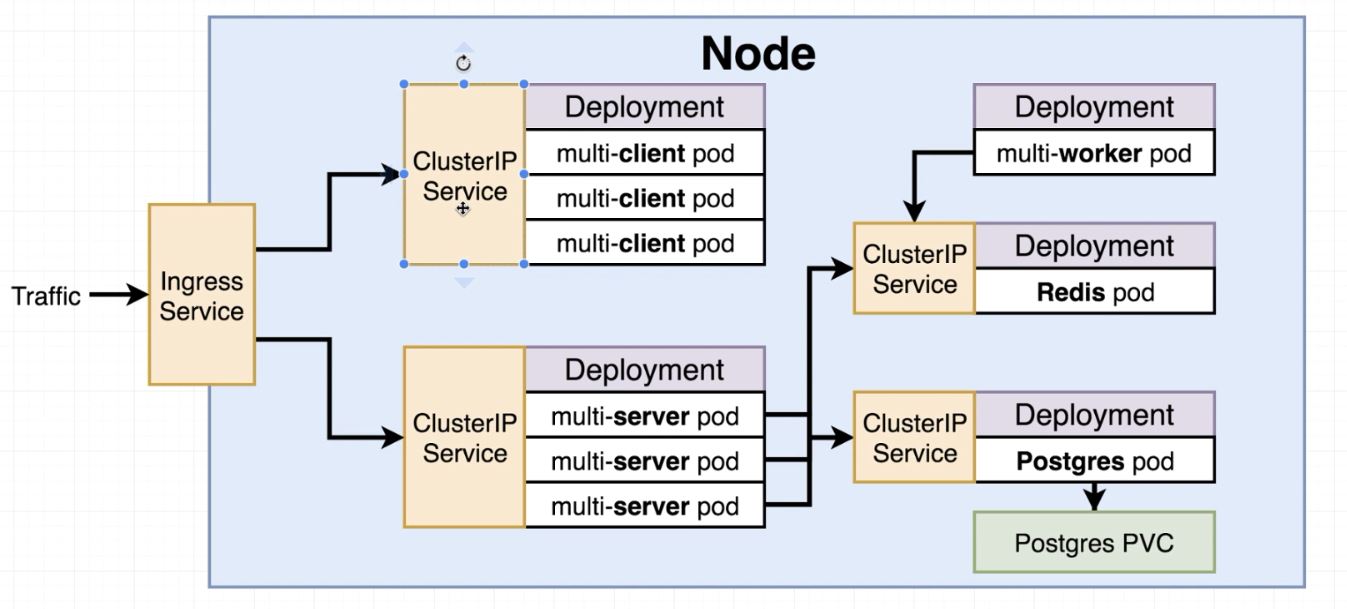 Node
Traffic
Ingress
Service
ClusterIP
Service
Deployment
multi-client pod
multi-client pod
multi-client pod
ClusterIP
Service
Deployment
multi-server pod
multi-server pod
multi-server pod
Deployment
multi-worker pod
ClusterIP
Service
Deployment
Redis pod
ClusterIP
Service
Deployment
Postgres pod
Postgres PVC